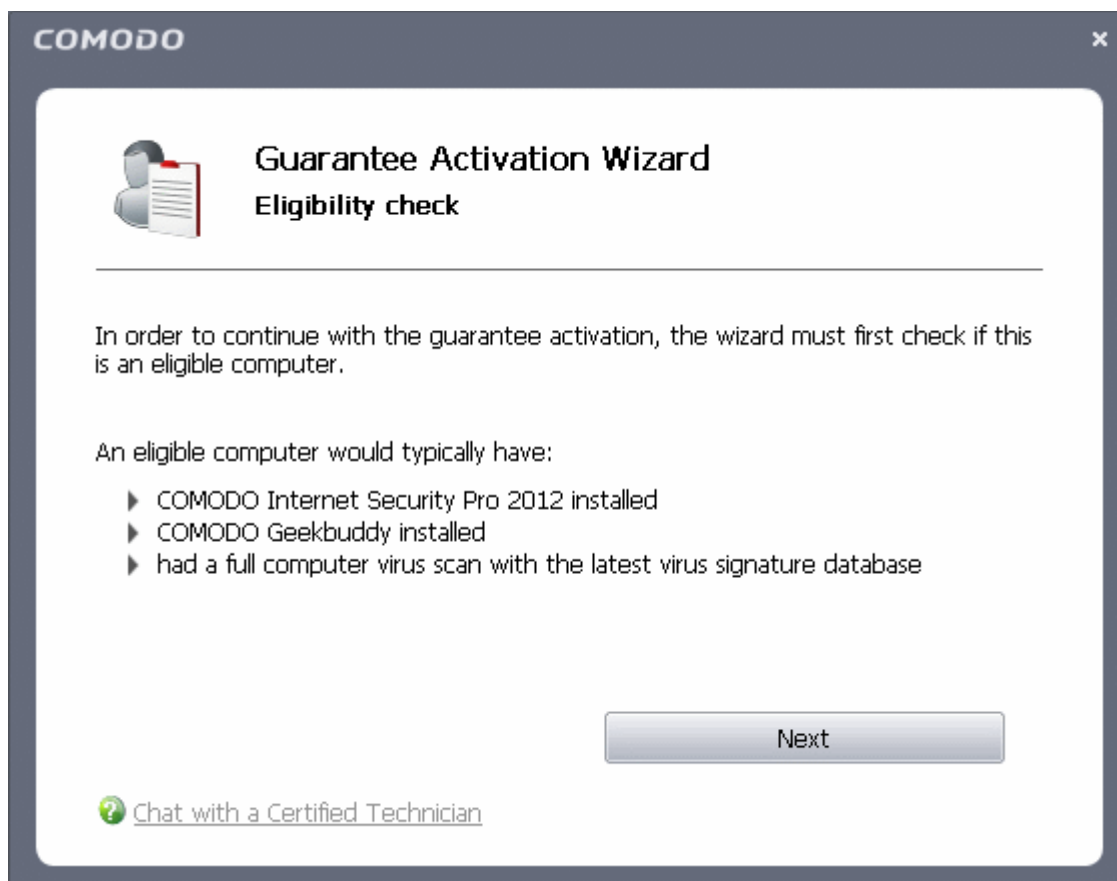 COMODO
Guarantee Activation Wizard
Eligibility check
In order to continue with the guarantee activation, the wizard must first check if this
is an eligible computer.
An eligible computer would typically have:
COMODO Internet Security Pro 2012 installed
COMODO Geekbuddy installed
had a full computer virus scan with the latest virus signature database
Next
Chat with a Certified Technician